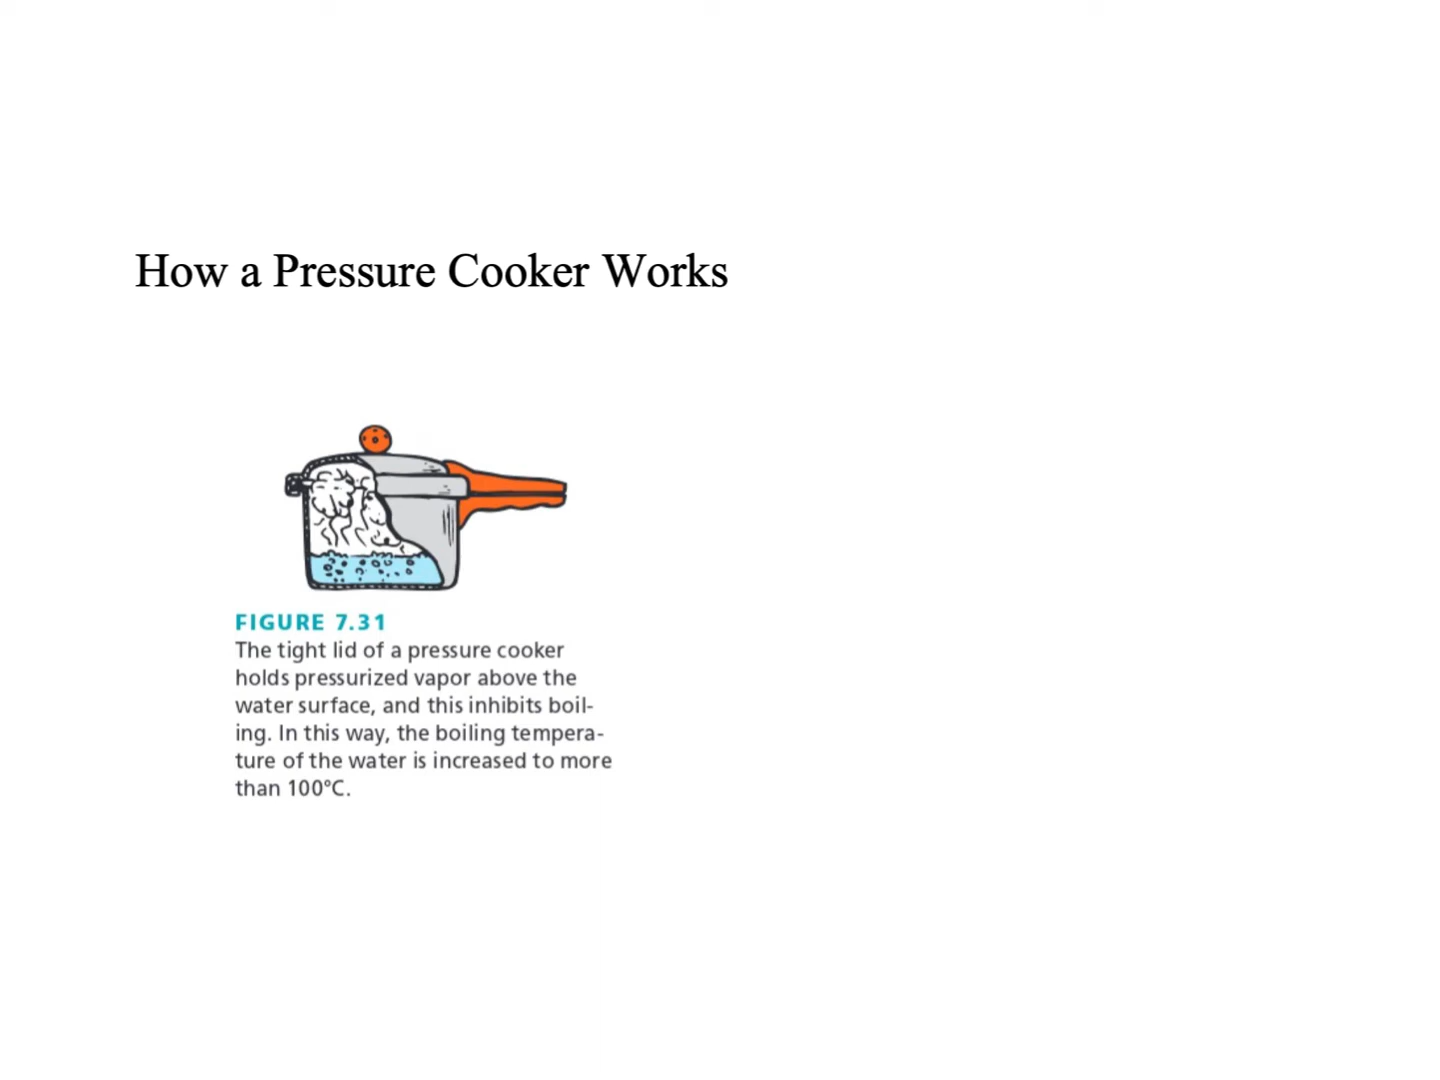 How a Pressure Cooker Works
FIGURE 7.31
The tight lid of a pressure cooker
holds pressurized vapor above the
water surface, and this inhibits boil-
ing. In this way, the boiling tempera-
ture of the water is increased to more
than 100°C.